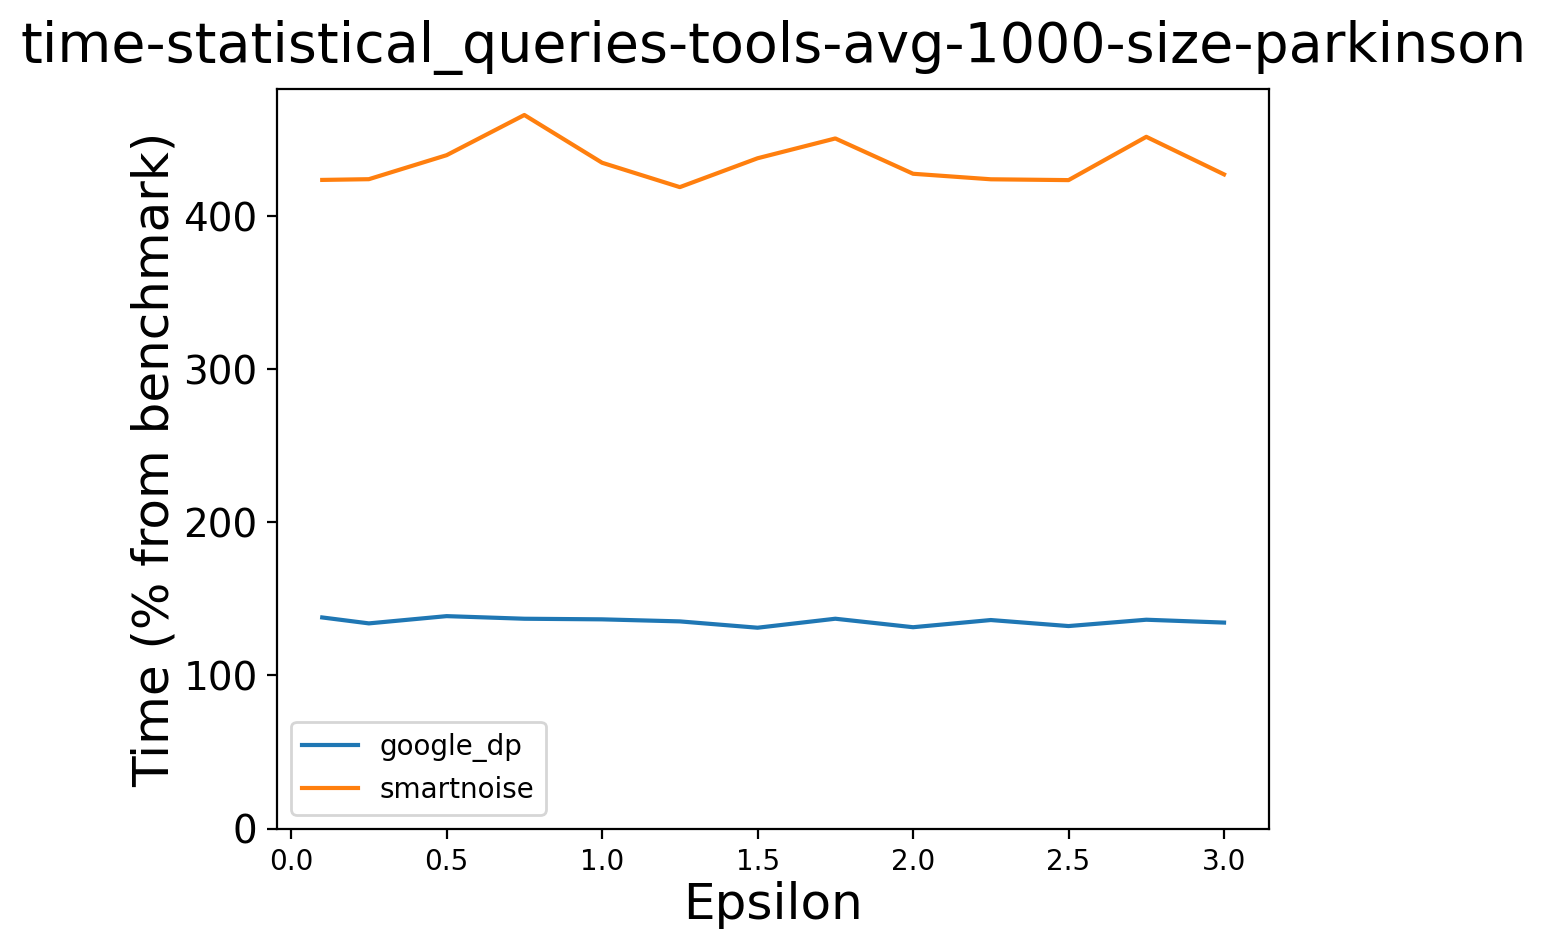 time-statistical_queries-tools-avg-1000-size-parkinson
Time (% from benchmark)
400
300
200
100
0
google_dp
smartnoise
0.0 0.5 1.0 1.5 2.0 2.5 3.0
Epsilon